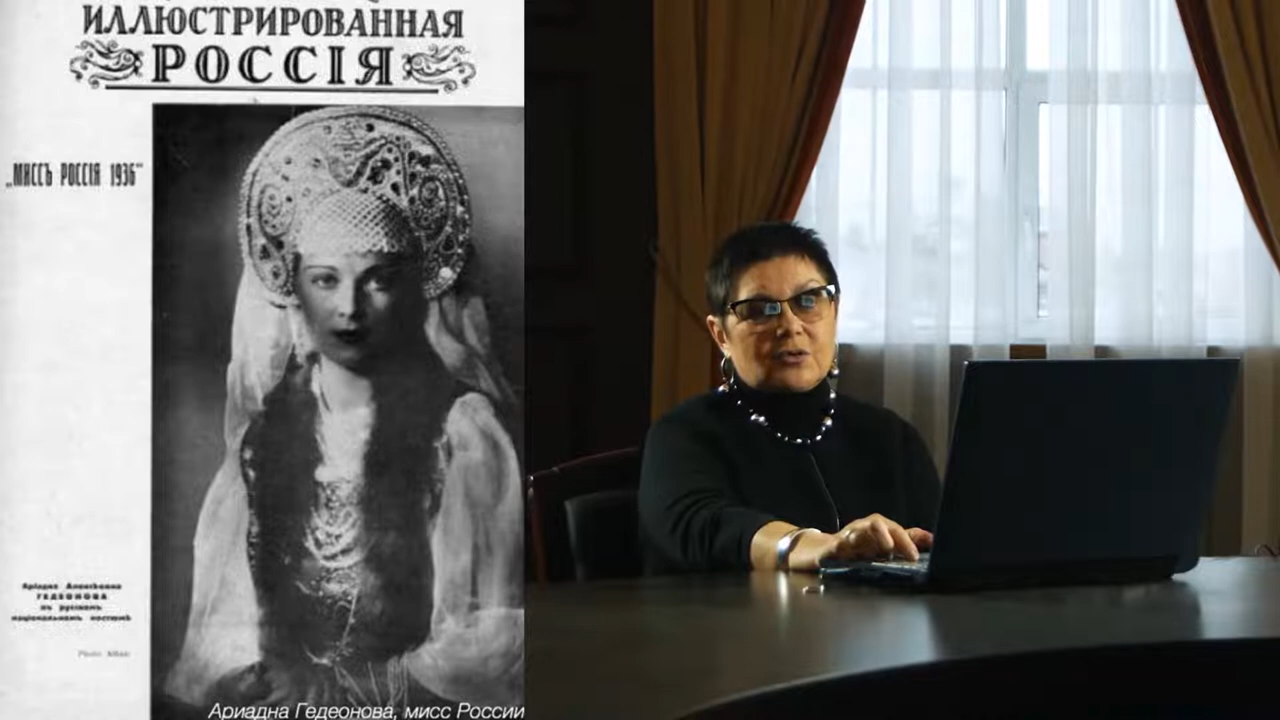 ИЛЛЮСТРИРОВАННАЯ
РОССІЯ
„МИССЪ РОССІЯ 1936"
Аріадна Алексѣевна
ГЕДЕОНОВА
въ русскомъ
національномъ костюмѣ
Ариадна Гедеонова, мисс России